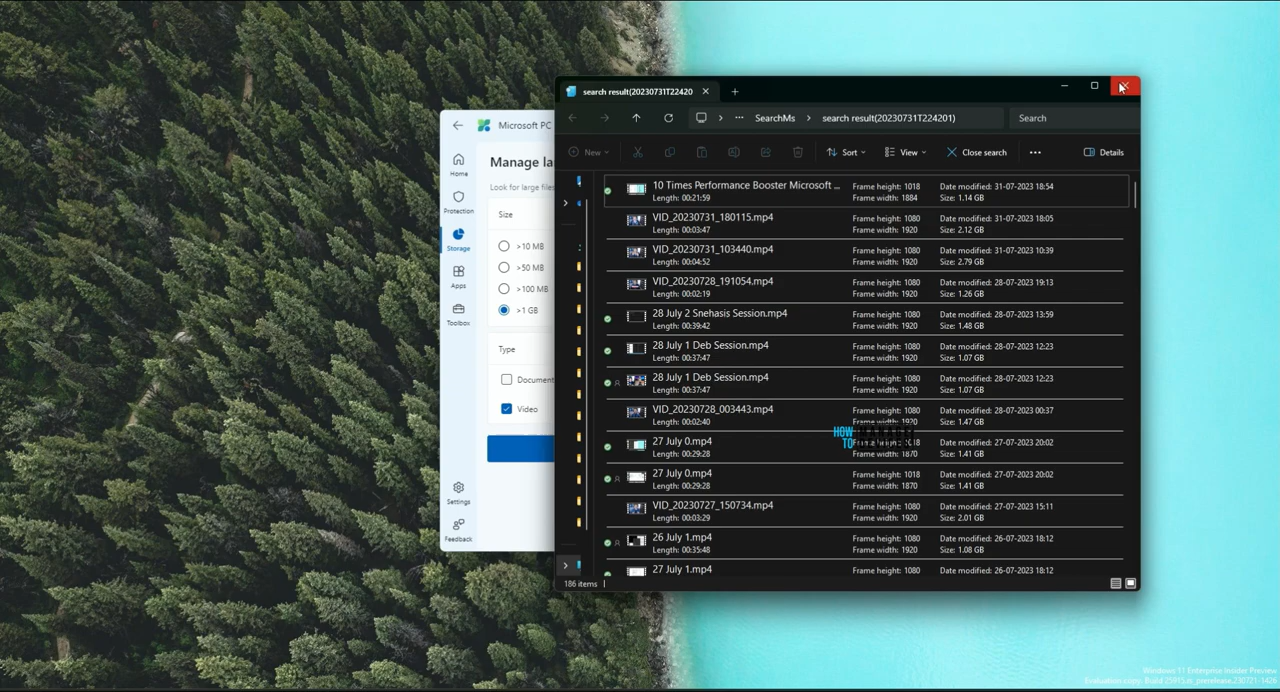 search result(20230731T22420
SearchMs
search result(20230731T224201)
Search
New
Sort
View
Close search
Details
Microsoft PC
Manage la
Look for large files
Home
Protection
Storage
Apps
Toolbox
Settings
Feedback
Size
>10 MB
>50 MB
>100 MB
>1 GB
Type
Document
Video
10 Times Performance Booster Microsoft ... Frame height: 1018 Date modified: 31-07-2023 18:54
Length: 00:21:59 Frame width: 1884 Size: 1.14 GB
VID_20230731_180115.mp4 Frame height: 1080 Date modified: 31-07-2023 18:05
Length: 00:03:47 Frame width: 1920 Size: 2.12 GB
VID_20230731_103440.mp4 Frame height: 1080 Date modified: 31-07-2023 10:39
Length: 00:04:52 Frame width: 1920 Size: 2.79 GB
VID_20230728_191054.mp4 Frame height: 1080 Date modified: 28-07-2023 19:13
Length: 00:02:19 Frame width: 1920 Size: 1.26 GB
28 July 2 Snehasis Session.mp4 Frame height: 1080 Date modified: 28-07-2023 13:59
Length: 00:39:42 Frame width: 1920 Size: 1.48 GB
28 July 1 Deb Session.mp4 Frame height: 1080 Date modified: 28-07-2023 12:23
Length: 00:37:47 Frame width: 1920 Size: 1.07 GB
28 July 1 Deb Session.mp4 Frame height: 1080 Date modified: 28-07-2023 12:23
Length: 00:37:47 Frame width: 1920 Size: 1.07 GB
VID_20230728_003443.mp4 Frame height: 1080 Date modified: 28-07-2023 00:37
Length: 00:02:40 Frame width: 1920 Size: 1.47 GB
HOW
TO
27 July 0.mp4 Frame height: 1018 Date modified: 27-07-2023 20:02
Length: 00:29:28 Frame width: 1870 Size: 1.41 GB
27 July 0.mp4 Frame height: 1018 Date modified: 27-07-2023 20:02
Length: 00:29:28 Frame width: 1870 Size: 1.41 GB
VID_20230727_150734.mp4 Frame height: 1080 Date modified: 27-07-2023 15:11
Length: 00:03:29 Frame width: 1920 Size: 2.01 GB
26 July 1.mp4 Frame height: 1080 Date modified: 26-07-2023 18:12
Length: 00:35:48 Frame width: 1920 Size: 1.08 GB
27 July 1.mp4 Frame height: 1080 Date modified: 26-07-2023 18:12
186 items
Windows 11 Enterprise Insider Preview
Evaluation copy. Build 25915.rs_prerelease.230721-1426